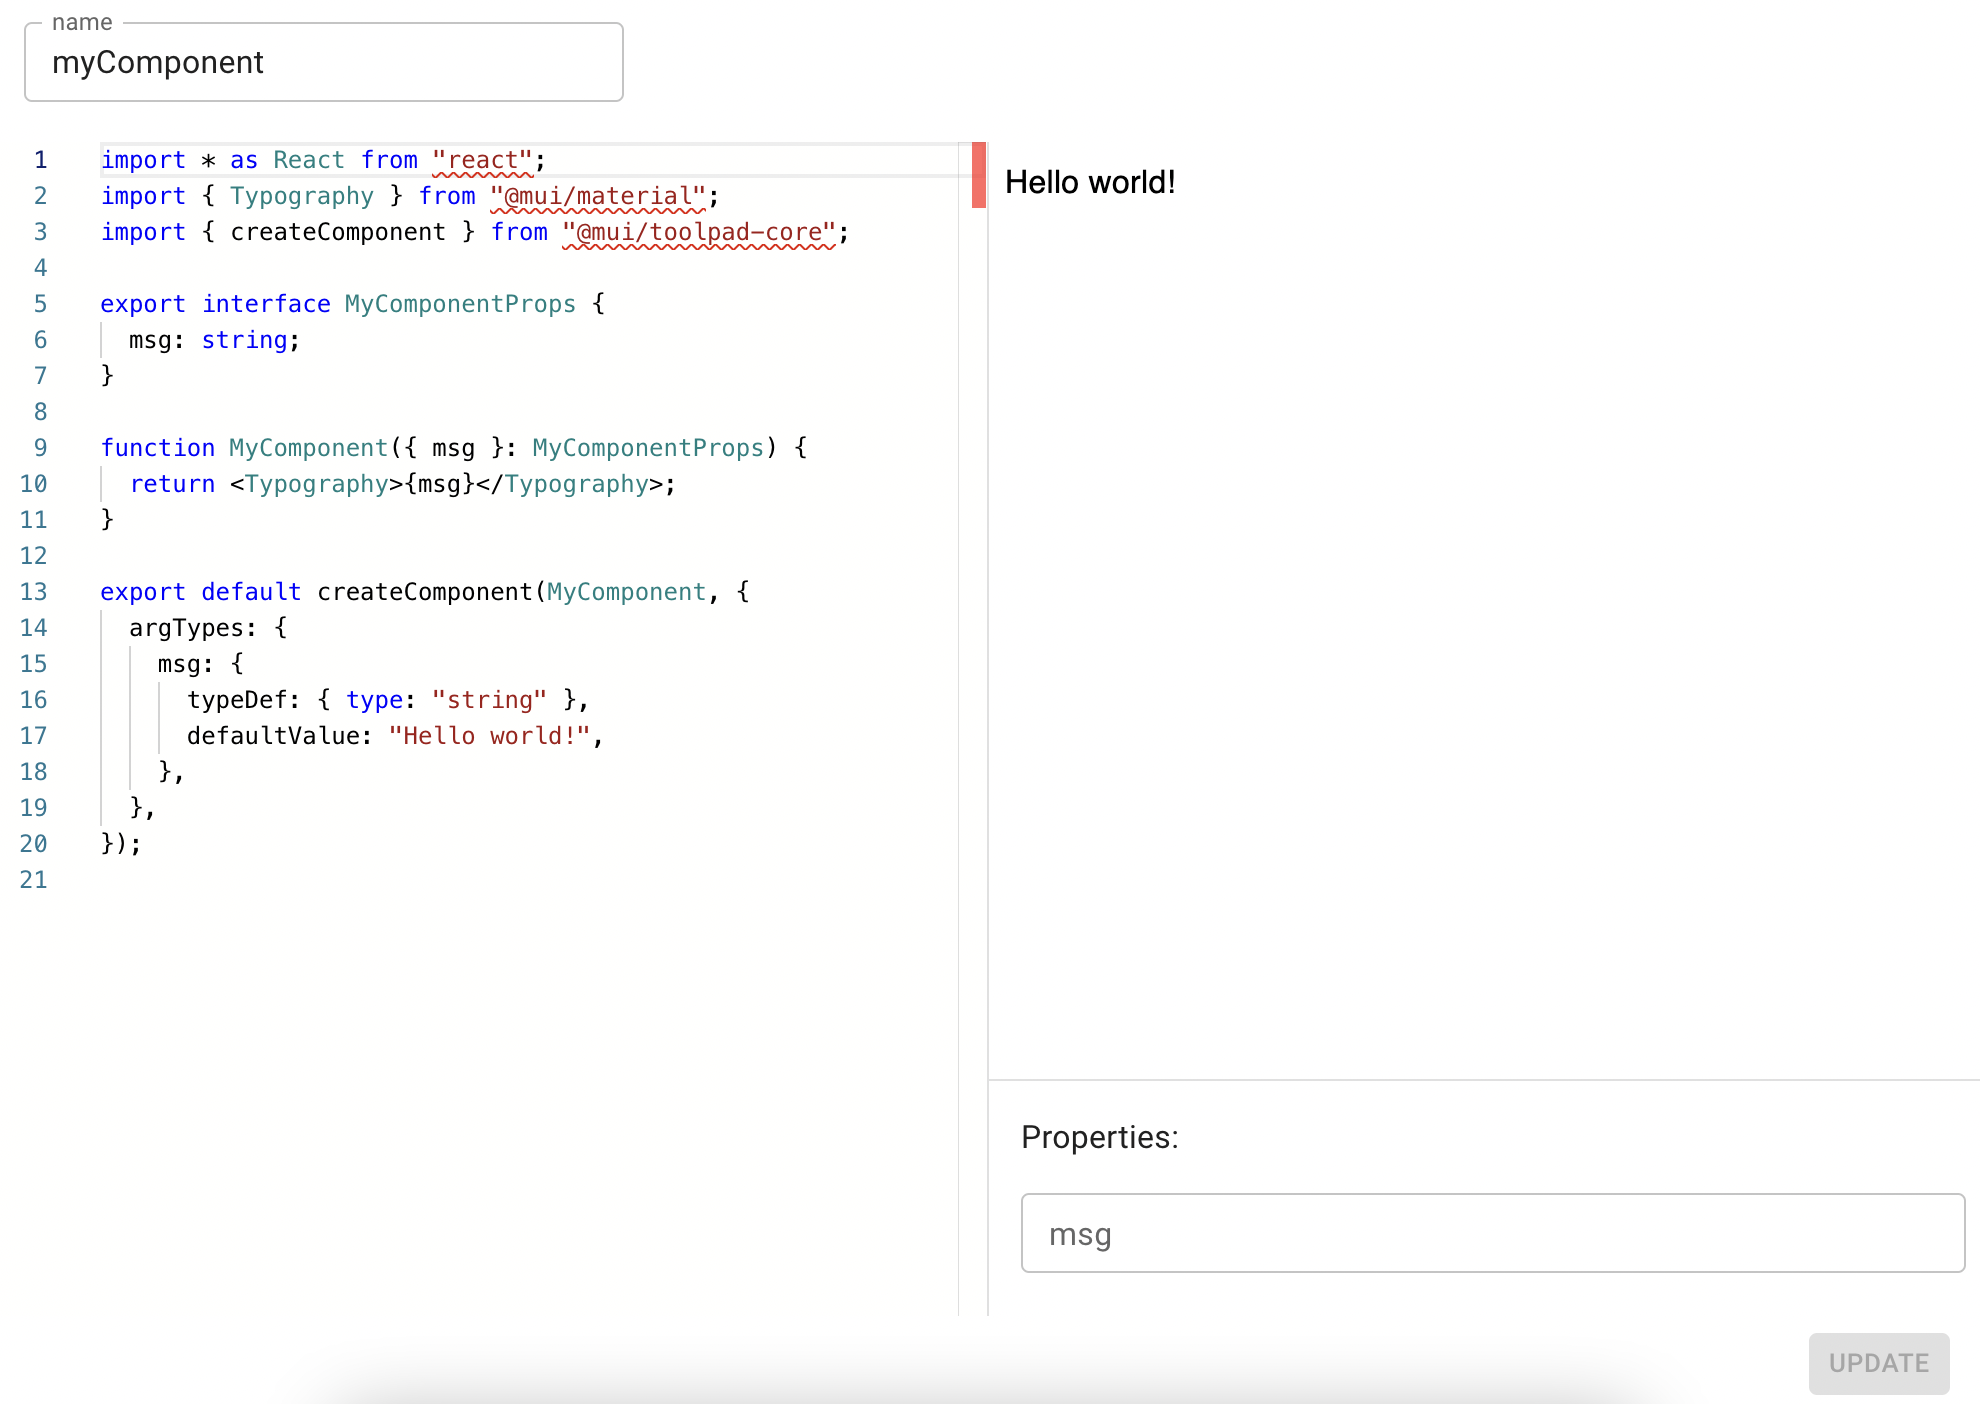 name
myComponent
1 import * as React from "react";
2 import { Typography } from "@mui/material";
3 import { createComponent } from "@mui/toolpad-core";
4
5 export interface MyComponentProps {
6   msg: string;
7 }
8
9 function MyComponent({ msg }: MyComponentProps) {
10   return <Typography>{msg}</Typography>;
11 }
12
13 export default createComponent(MyComponent, {
14   argTypes: {
15     msg: {
16       typeDef: { type: "string" },
17       defaultValue: "Hello world!",
18     },
19   },
20 });
21
Hello world!
Properties:
msg
UPDATE